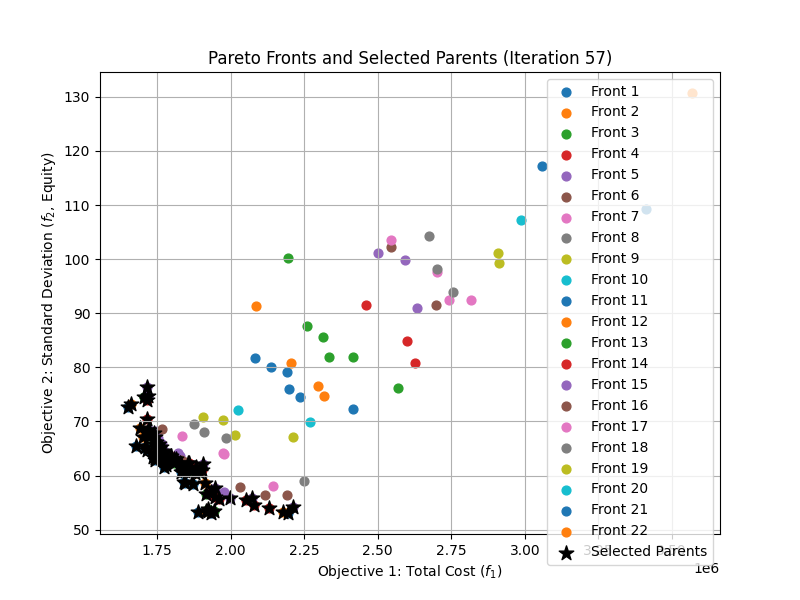 Pareto Fronts and Selected Parents (Iteration 57)
Objective 2: Standard Deviation (f₂, Equity)
130
120
110
100
90
80
70
60
50
1.75
2.00
2.25
2.50
2.75
3.00
1e6
Objective 1: Total Cost (f₁)
Front 1
Front 2
Front 3
Front 4
Front 5
Front 6
Front 7
Front 8
Front 9
Front 10
Front 11
Front 12
Front 13
Front 14
Front 15
Front 16
Front 17
Front 18
Front 19
Front 20
Front 21
Front 22
Selected Parents